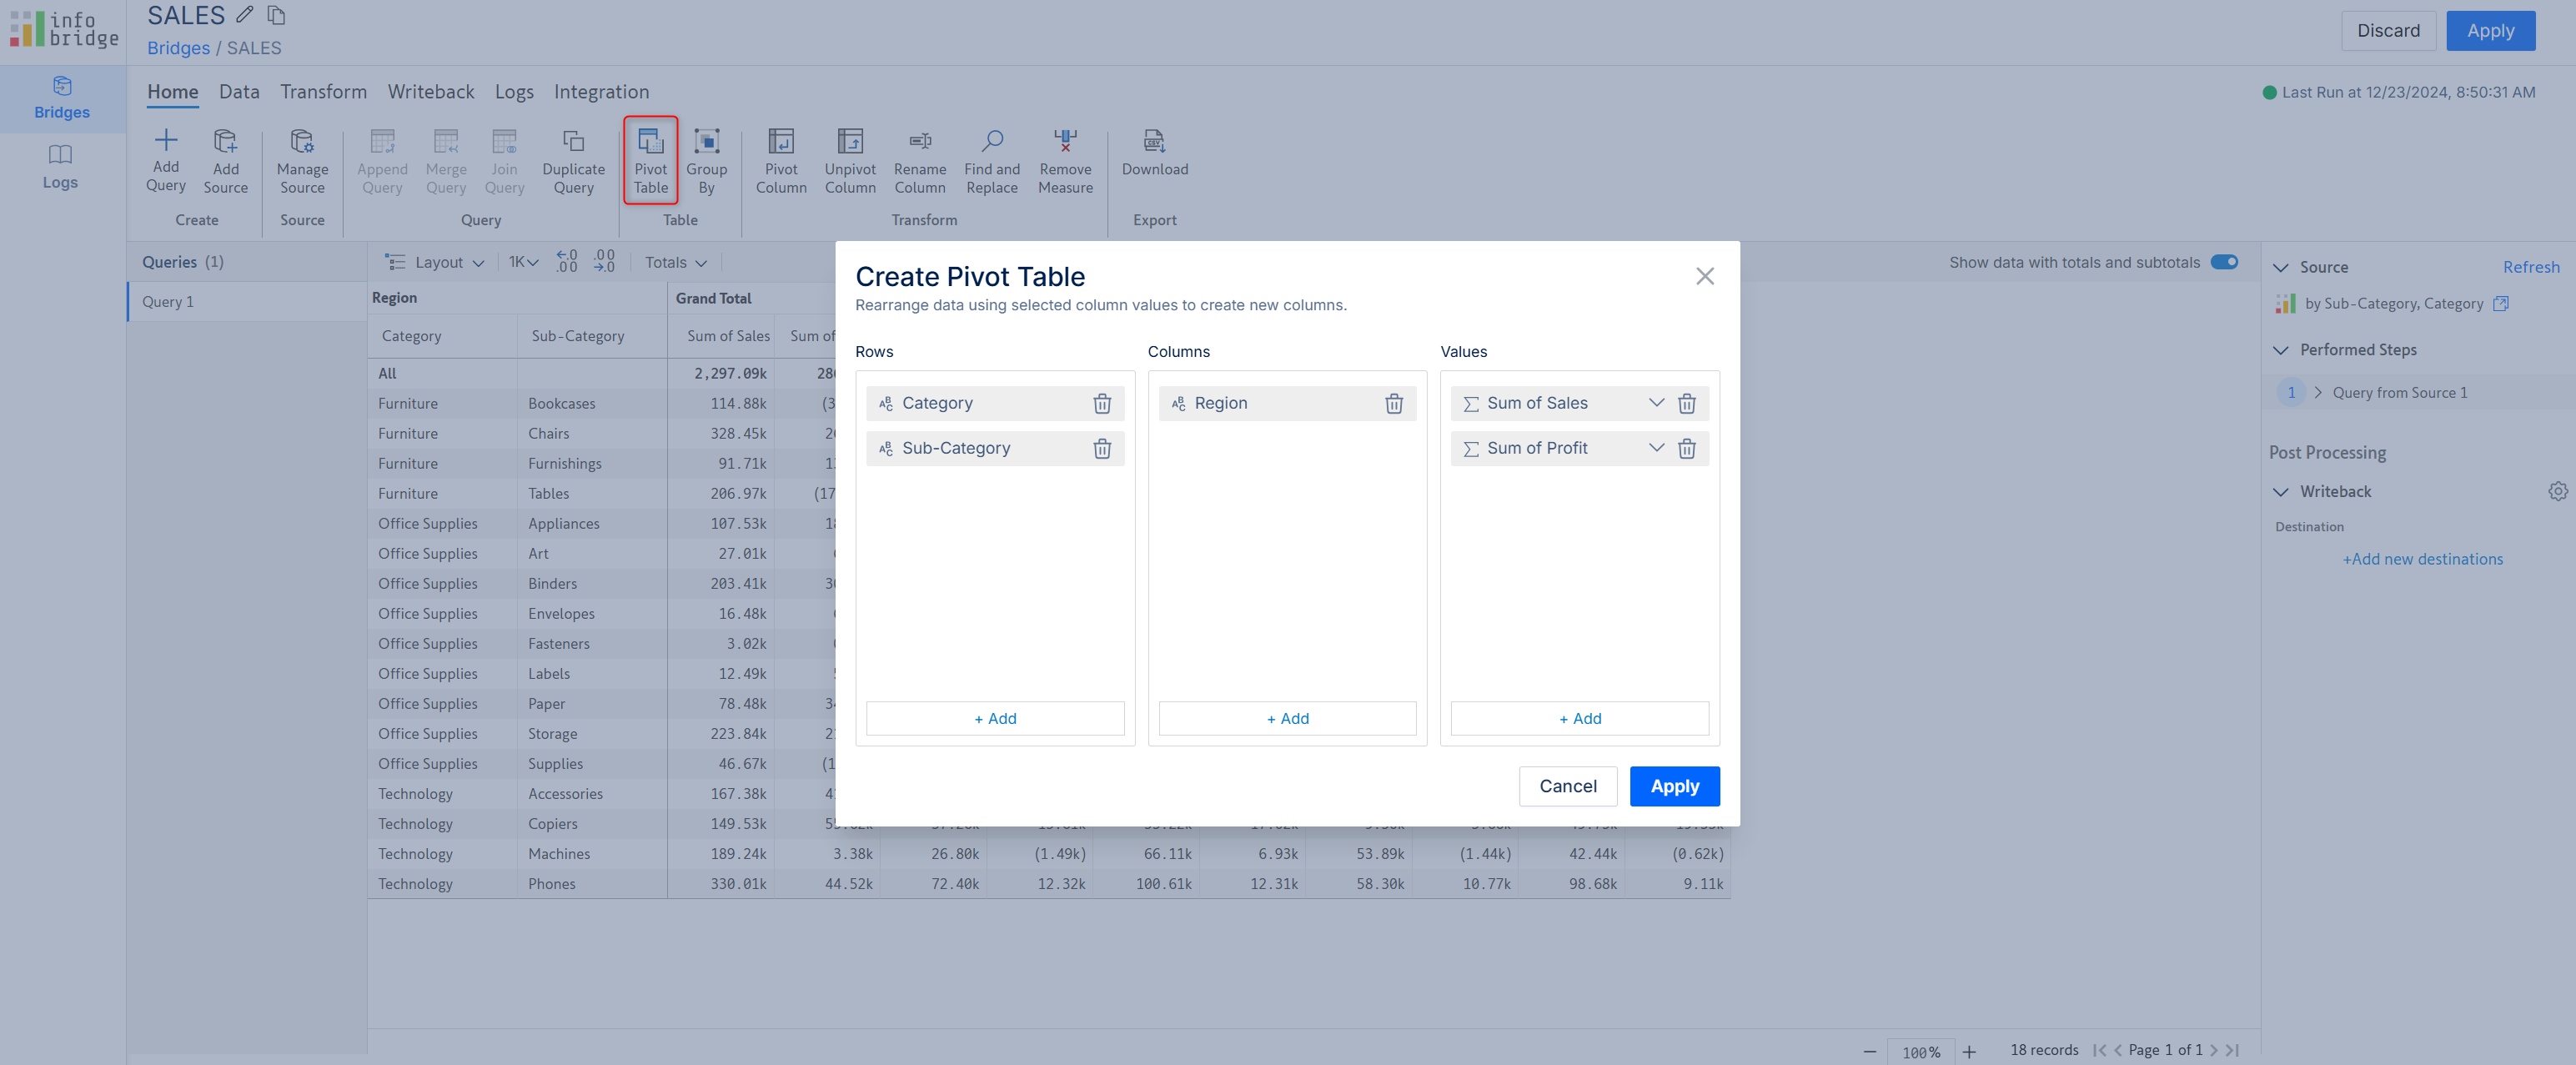 info
bridge
SALES
Bridges / SALES
Discard
Apply
Bridges
Logs
Home Data Transform Writeback Logs Integration
Last Run at 12/23/2024, 8:50:31 AM
Add Query
Add Source
Manage Source
Append Query
Merge Query
Join Query
Duplicate Query
Pivot Table
Group By
Pivot Column
Unpivot Column
Rename Column
Find and Replace
Remove Measure
CSV
Download
Create Source Query Table Transform Export
Queries (1)
Query 1
Layout 1K Totals
Show data with totals and subtotals
Region Grand Total
Category Sub-Category Sum of Sales Sum of
All 2,297.09k
Furniture Bookcases 114.88k
Furniture Chairs 328.45k
Furniture Furnishings 91.71k
Furniture Tables 206.97k
Office Supplies Appliances 107.53k
Office Supplies Art 27.01k
Office Supplies Binders 203.41k
Office Supplies Envelopes 16.48k
Office Supplies Fasteners 3.02k
Office Supplies Labels 12.49k
Office Supplies Paper 78.48k
Office Supplies Storage 223.84k
Office Supplies Supplies 46.67k
Technology Accessories 167.38k
Technology Copiers 149.53k
Technology Machines 189.24k 3.38k 26.80k (1.49k) 66.11k 6.93k 53.89k (1.44k) 42.44k (0.62k)
Technology Phones 330.01k 44.52k 72.40k 12.32k 100.61k 12.31k 58.30k 10.77k 98.68k 9.11k
Create Pivot Table
Rearrange data using selected column values to create new columns.
Rows
Category
Sub-Category
+ Add
Columns
Region
+ Add
Values
Sum of Sales
Sum of Profit
+ Add
Cancel
Apply
Source
Refresh
by Sub-Category, Category
Performed Steps
1 Query from Source 1
Post Processing
Writeback
Destination
+Add new destinations
100%
18 records
Page 1 of 1